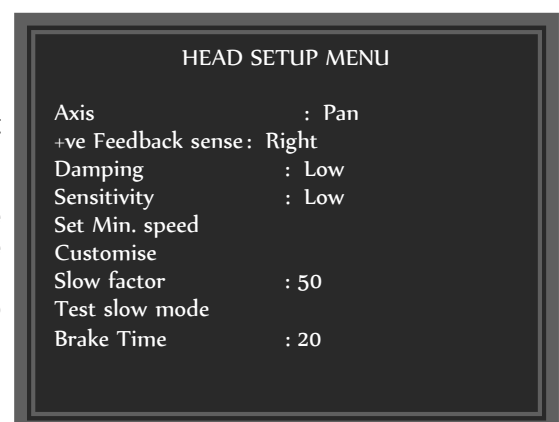 HEAD SETUP MENU
Axis : Pan
+ve Feedback sense : Right
Damping : Low
Sensitivity : Low
Set Min. speed
Customise
Slow factor : 50
Test slow mode
Brake Time : 20